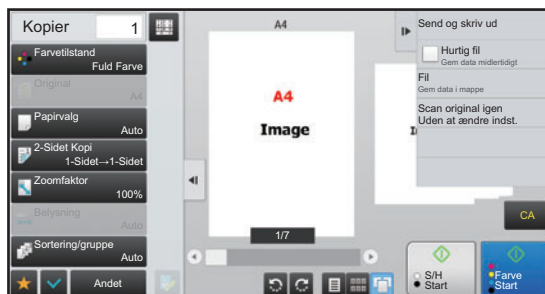 Kopier 1
Farvetilstand
Fuld Farve
Original
A4
Papirvalg
Auto
2-Sidet Kopi
1-Sidet→1-Sidet
Zoomfaktor
100%
Belysning
Auto
Sortering/gruppe
Auto
Andet
A4
A4
Image
1/7
Send og skriv ud
Hurtig fil
Gem data midlertidigt
Fil
Gem data i mappe
Scan original igen
Uden at ændre indst.
CA
S/H
Start
Farve
Start